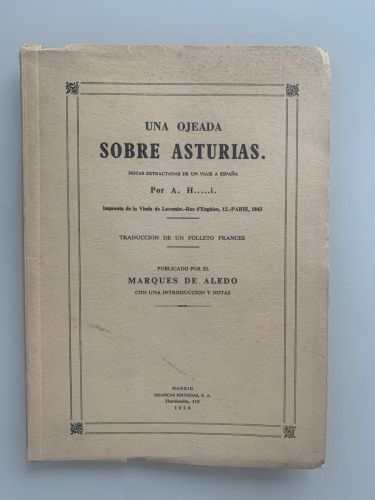 UNA OJEADA
SOBRE ASTURIAS.
NOTAS EXTRACTADAS DE UN VIAJE A ESPAÑA
Por A. H.....i.
Imprenta de la Viuda de Lacombe.-Rue d'Enghien, 12.-PARIS, 1843
TRADUCCION DE UN FOLLETO FRANCES
PUBLICADO POR EL
MARQUES DE ALEDO
CON UNA INTRODUCCION Y NOTAS
MADRID
GRAFICAS REUNIDAS, S. A.
Hermosilla, 110